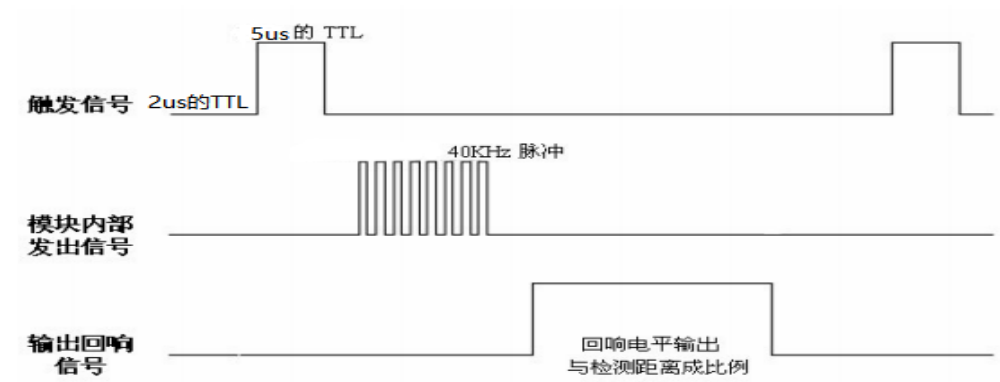 5us的 TTL
触发信号
2us的TTL
40KHz 脉冲
模块内部
发出信号
输出回响
信号
回响电平输出
与检测距离成比例